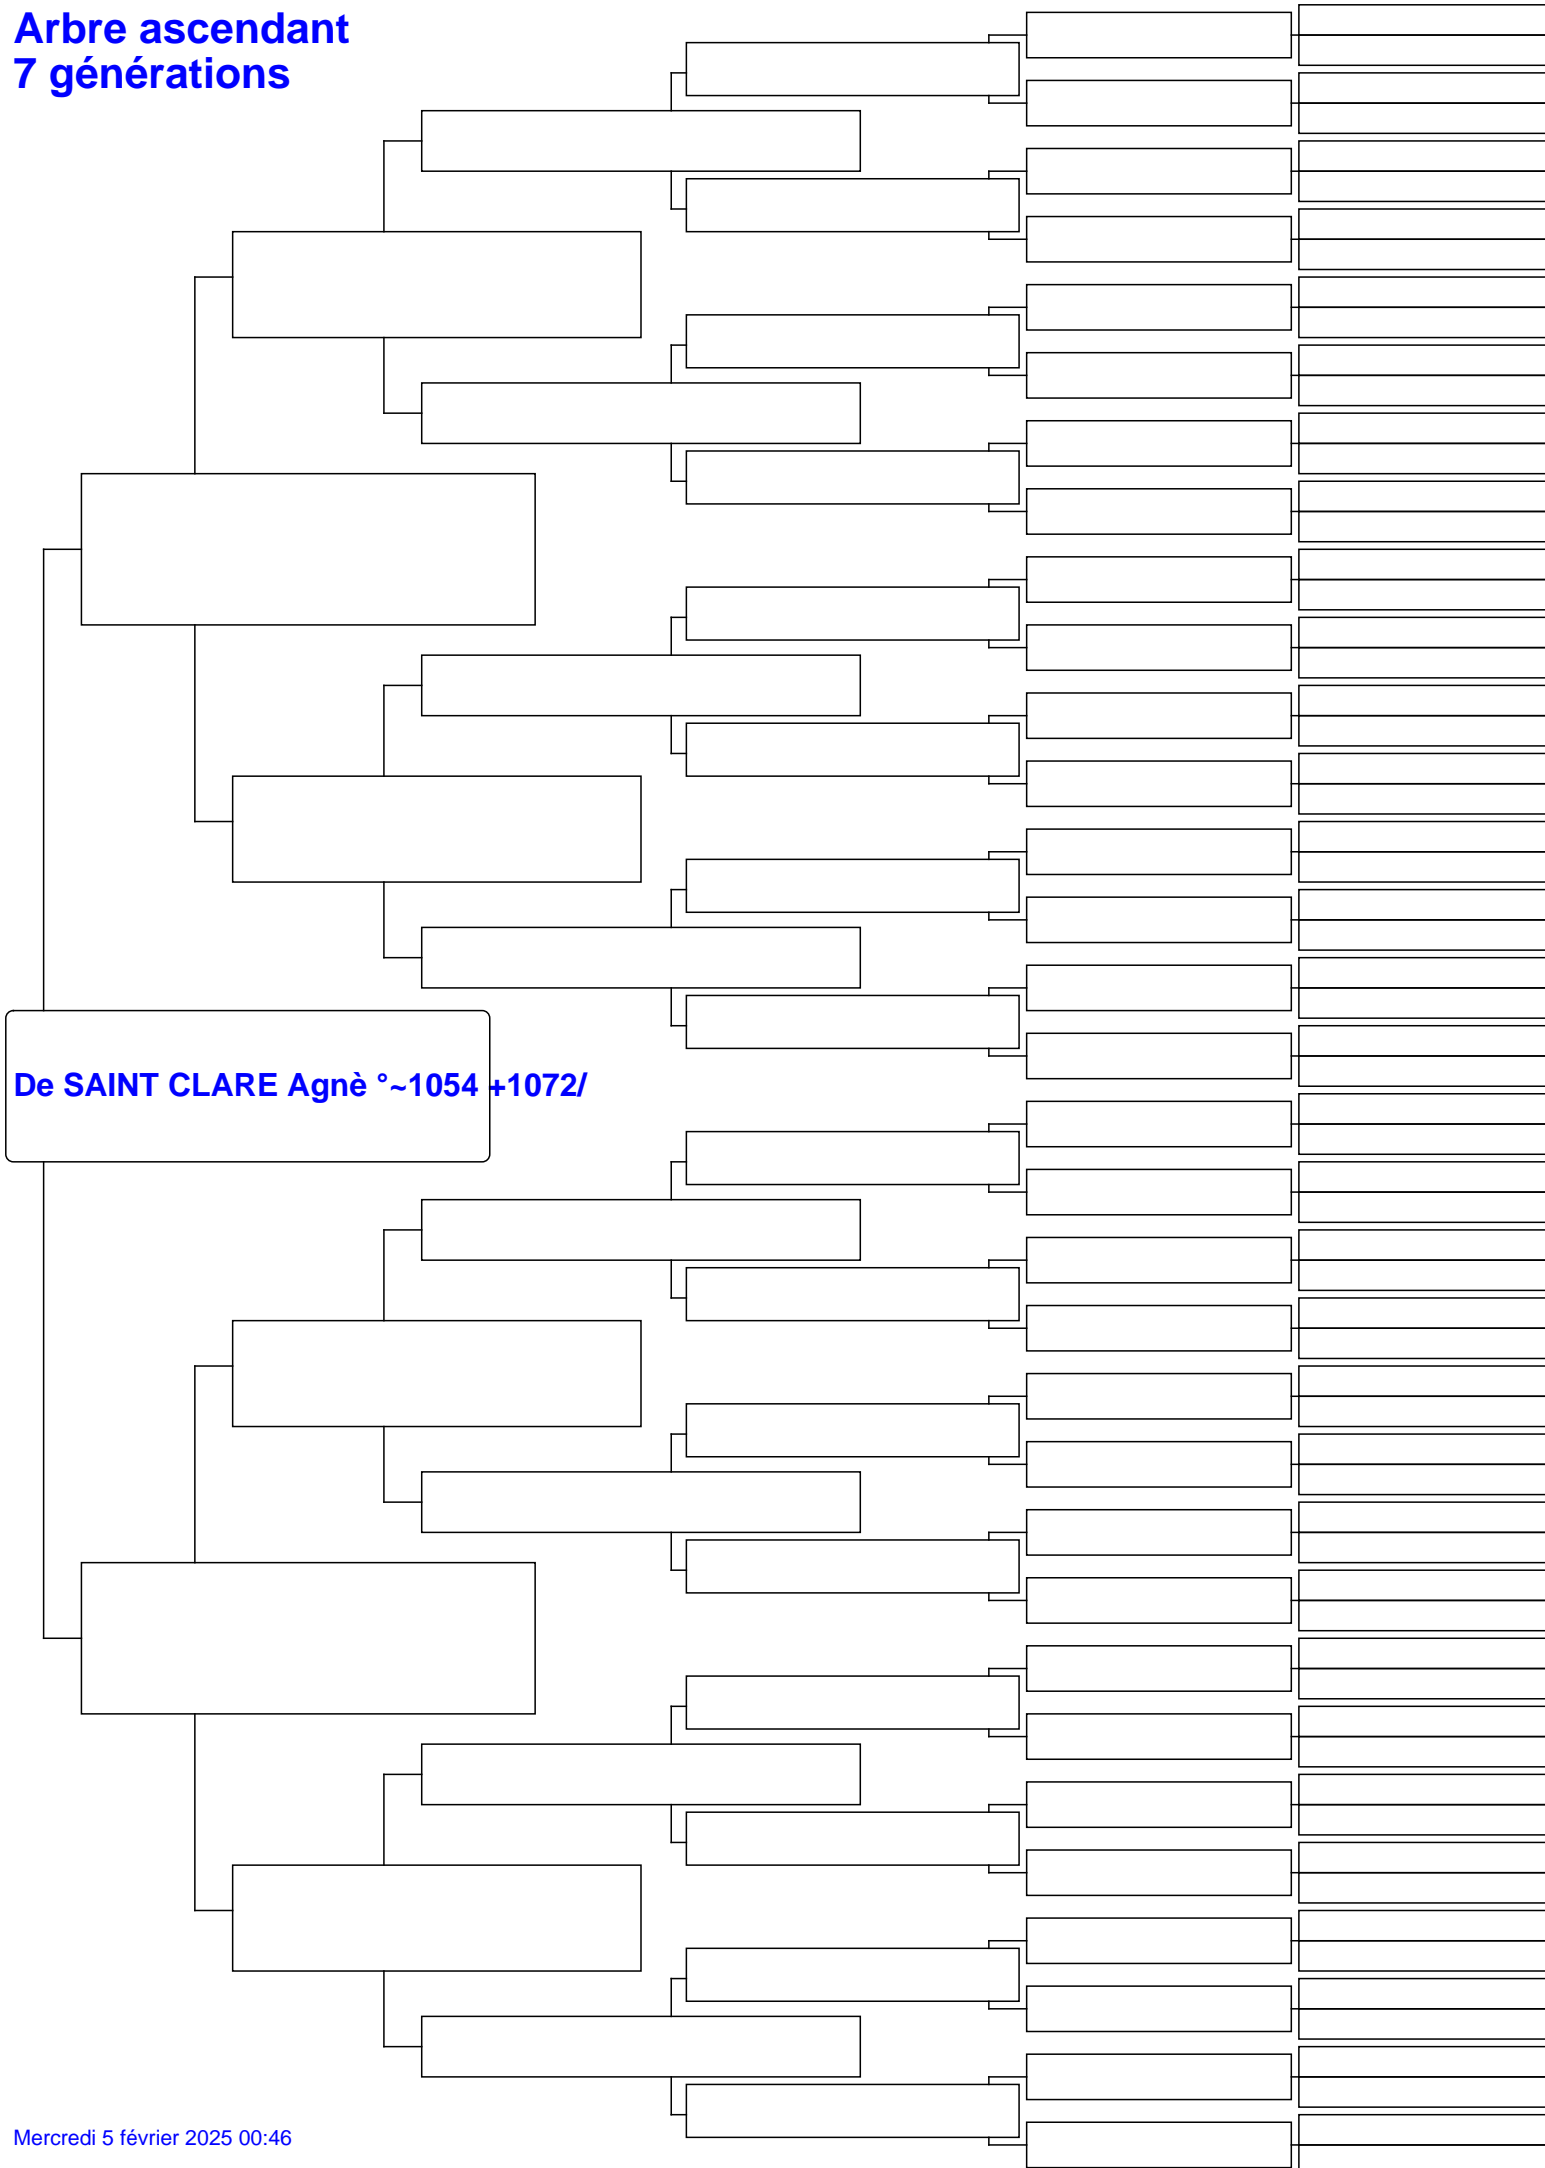 Arbre ascendant
7 générations
De SAINT CLARE Agnè °~1054 +1072/
Mercredi 5 février 2025 00:46